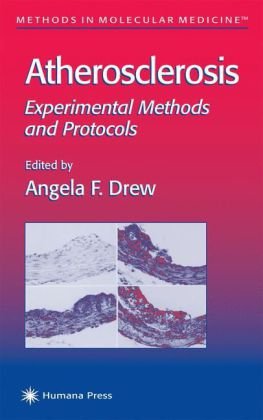 METHODS IN MOLECULAR MEDICINE™
Atherosclerosis
Experimental Methods
and Protocols
Edited by
Angela F. Drew
Humana Press